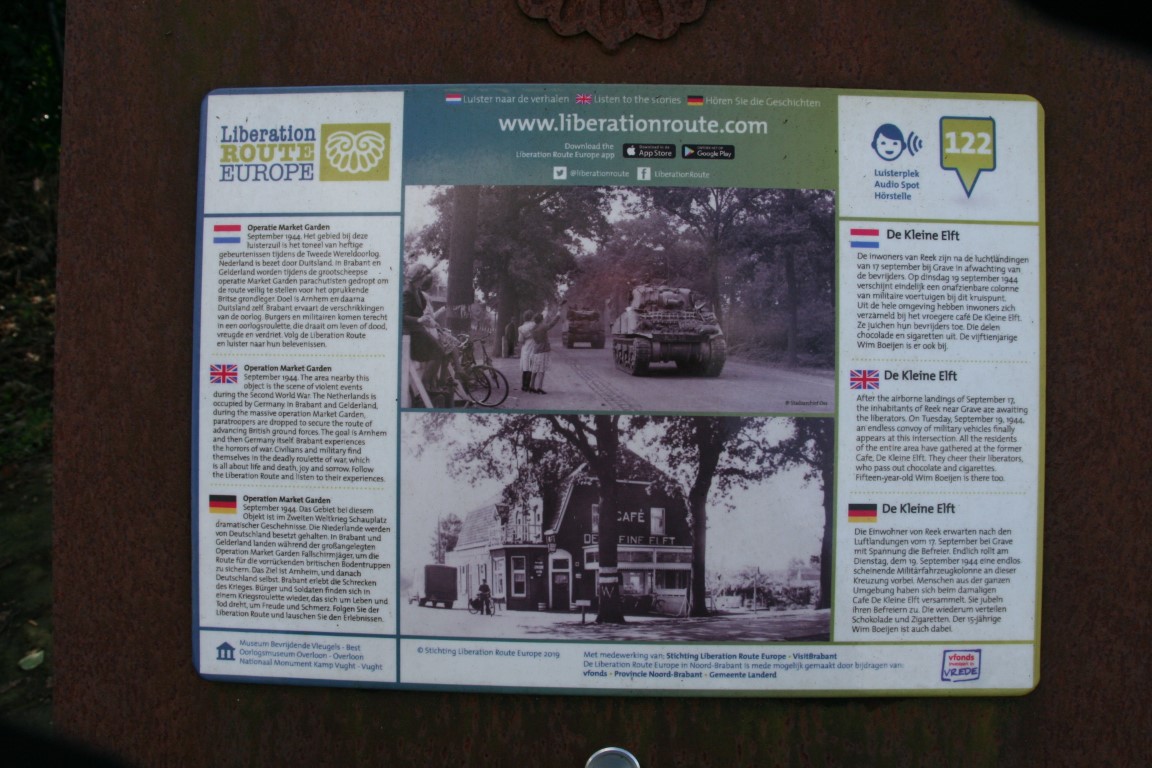 Luister naar de verhalen Listen to the stories Hören Sie die Geschichten
www.liberationroute.com
Download the
Liberation Route Europe app
Download in de
App Store
Google Play
@liberationroute LiberationRoute
Liberation
ROUTE
EUROPE
Operatie Market Garden
September 1944. Het gebied bij deze
luisterzuil is het toneel van heftige
gebeurtenissen tijdens de Tweede Wereldoorlog.
Nederland is bezet door Duitsland. In Brabant en
Gelderland worden tijdens de grootscheepse
operatie Market Garden parachutisten gedropt om
de route veilig te stellen voor het oprukkende
Britse grondleger. Doel is Arnhem en daarna
Duitsland zelf. Brabant ervaart de verschrikkingen
van de oorlog. Burgers en militairen komen terecht
in een oorlogsroulette, die draait om leven of dood,
vreugde en verdriet. Volg de Liberation Route
en luister naar hun belevenissen.
Operation Market Garden
September 1944. The area nearby this
object is the scene of violent events
during the Second World War. The Netherlands is
occupied by Germany in Brabant and Gelderland,
during the massive operation Market Garden,
paratroopers are dropped to secure the route of
advancing British ground forces. The goal is Arnhem
and then Germany itself. Brabant experiences
the horrors of war. Civilians and military find
themselves in the deadly roulette of war, which
is all about life and death, joy and sorrow. Follow
the Liberation Route and listen to their experiences.
Operation Market Garden
September 1944. Das Gebiet bei diesem
Objekt ist im Zweiten Weltkrieg Schauplatz
dramatischer Geschehnisse. Die Niederlande werden
von Deutschland besetzt gehalten. In Brabant und
Gelderland landen während der großangelegten
Operation Market Garden Fallschirmjäger, um die
Route für die vorrückenden britischen Bodentruppen
zu sichern. Das Ziel ist Arnheim, und danach
Deutschland selbst. Brabant erlebt die Schrecken
des Krieges. Bürger und Soldaten finden sich in
einem Kriegsroulette wieder, das sich um Leben und
Tod dreht, um Freude und Schmerz. Folgen Sie der
Liberation Route und lauschen Sie den Erlebnissen.
Museum Bevrijdende Vleugels - Best
Oorlogsmuseum Overloon - Overloon
Nationaal Monument Kamp Vught - Vught
CAFÉ
DE EINE ELFT
W
Luisterplek
Audio Spot
Hörstelle
122
De Kleine Elft
De inwoners van Reek zijn na de luchtlandingen
van 17 september bij Grave in afwachting van
de bevrijders. Op dinsdag 19 september 1944
verschijnt eindelijk een onafzienbare colonne
van militaire voertuigen bij dit kruispunt.
Uit de hele omgeving hebben inwoners zich
verzameld bij het vroegere café De Kleine Elft.
Ze juichen hun bevrijders toe. Die delen
chocolade en sigaretten uit. De vijftienjarige
Wim Boeijen is er ook bij.
De Kleine Elft
After the airborne landings of September 17,
the inhabitants of Reek near Grave are awaiting
the liberators. On Tuesday, September 19, 1944,
an endless convoy of military vehicles finally
appears at this intersection. All the residents
of the entire area have gathered at the former
Cafe, De Kleine Elft. They cheer their liberators,
who pass out chocolate and cigarettes.
Fifteen-year-old Wim Boeijen is there too.
De Kleine Elft
Die Einwohner von Reek erwarten nach den
Luftlandungen vom 17. September bei Grave
mit Spannung die Befreier. Endlich rollt am
Dienstag, dem 19. September 1944 eine endlos
scheinende Militärfahrzeugkolonne an dieser
Kreuzung vorbei. Menschen aus der ganzen
Umgebung haben sich beim damaligen
Cafe De Kleine Elft versammelt. Sie jubeln
ihren Befreiern zu. Die wiederum verteilen
Schokolade und Zigaretten. Der 15-jährige
Wim Boeijen ist auch dabei.
© Stichting Liberation Route Europe 2019
Met medewerking van: Stichting Liberation Route Europe • VisitBrabant
De Liberation Route Europe in Noord-Brabant is mede mogelijk gemaakt door bijdragen van:
vfonds • Provincie Noord-Brabant • Gemeente Landerd
vfonds
VREDE